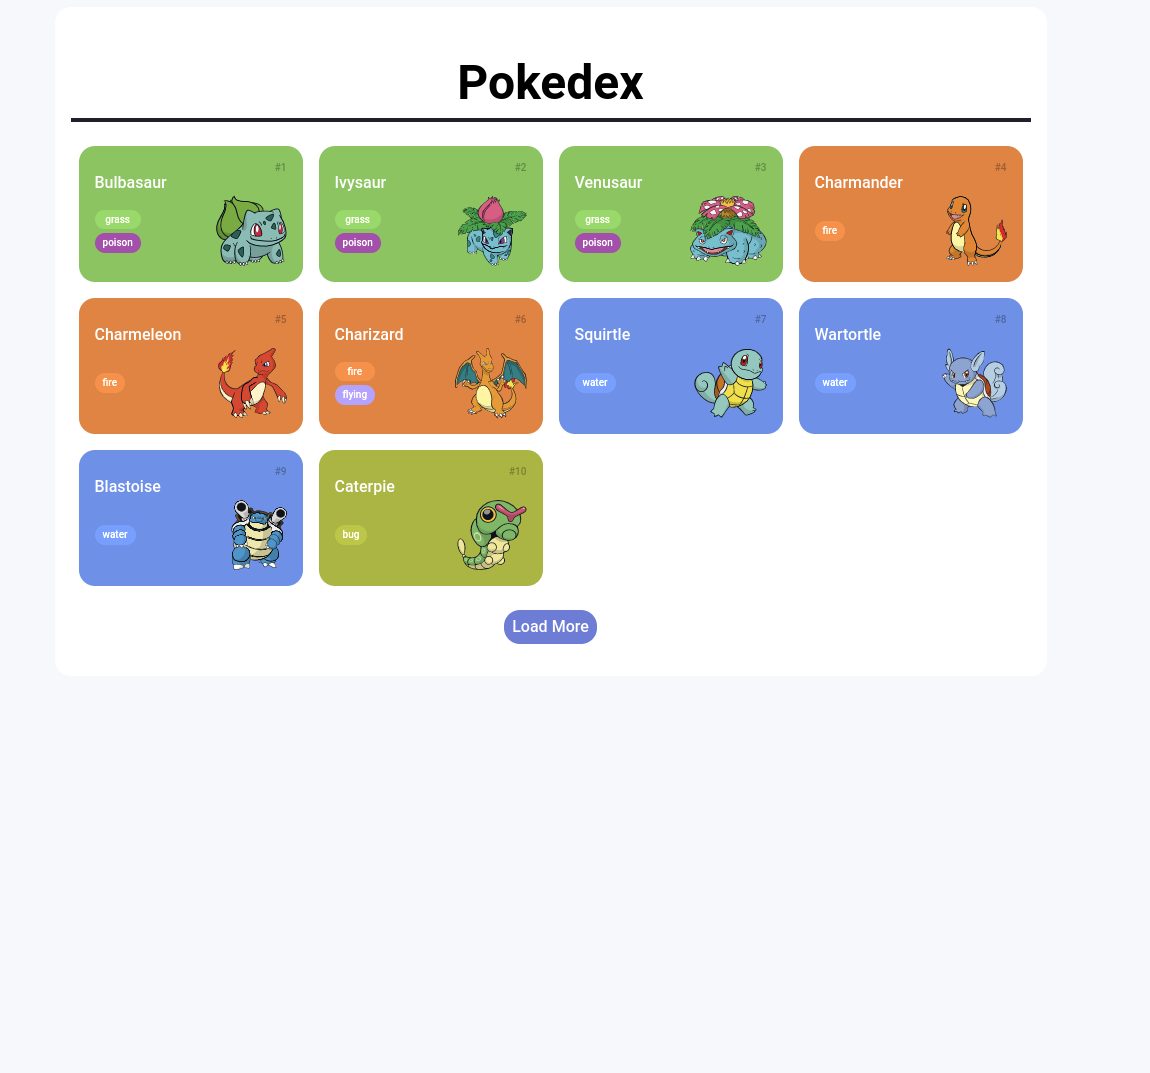 Pokedex
#1
Bulbasaur
grass
poison
#2
Ivysaur
grass
poison
#3
Venusaur
grass
poison
#4
Charmander
fire
#5
Charmeleon
fire
#6
Charizard
fire
flying
#7
Squirtle
water
#8
Wartortle
water
#9
Blastoise
water
#10
Caterpie
bug
Load More